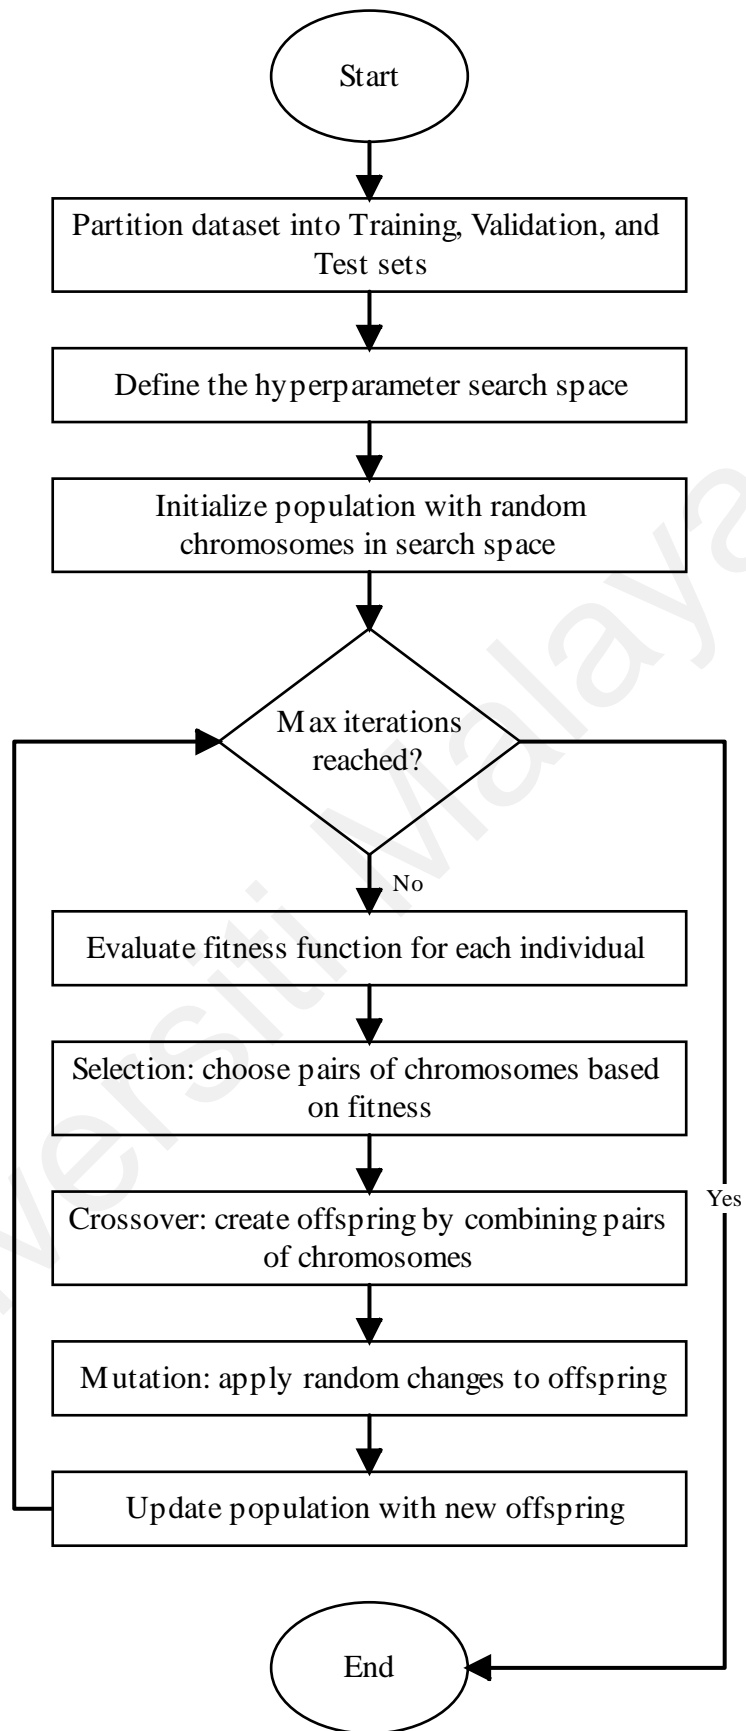 Start
Partition dataset into Training, Validation, and
Test sets
Define the hyperparameter search space
Initialize population with random
chromosomes in search space
Max iterations
reached?
No
Evaluate fitness function for each individual
Selection: choose pairs of chromosomes based
on fitness
Crossover: create offspring by combining pairs
of chromosomes
Yes
Mutation: apply random changes to offspring
Update population with new offspring
End
versiti Malaya